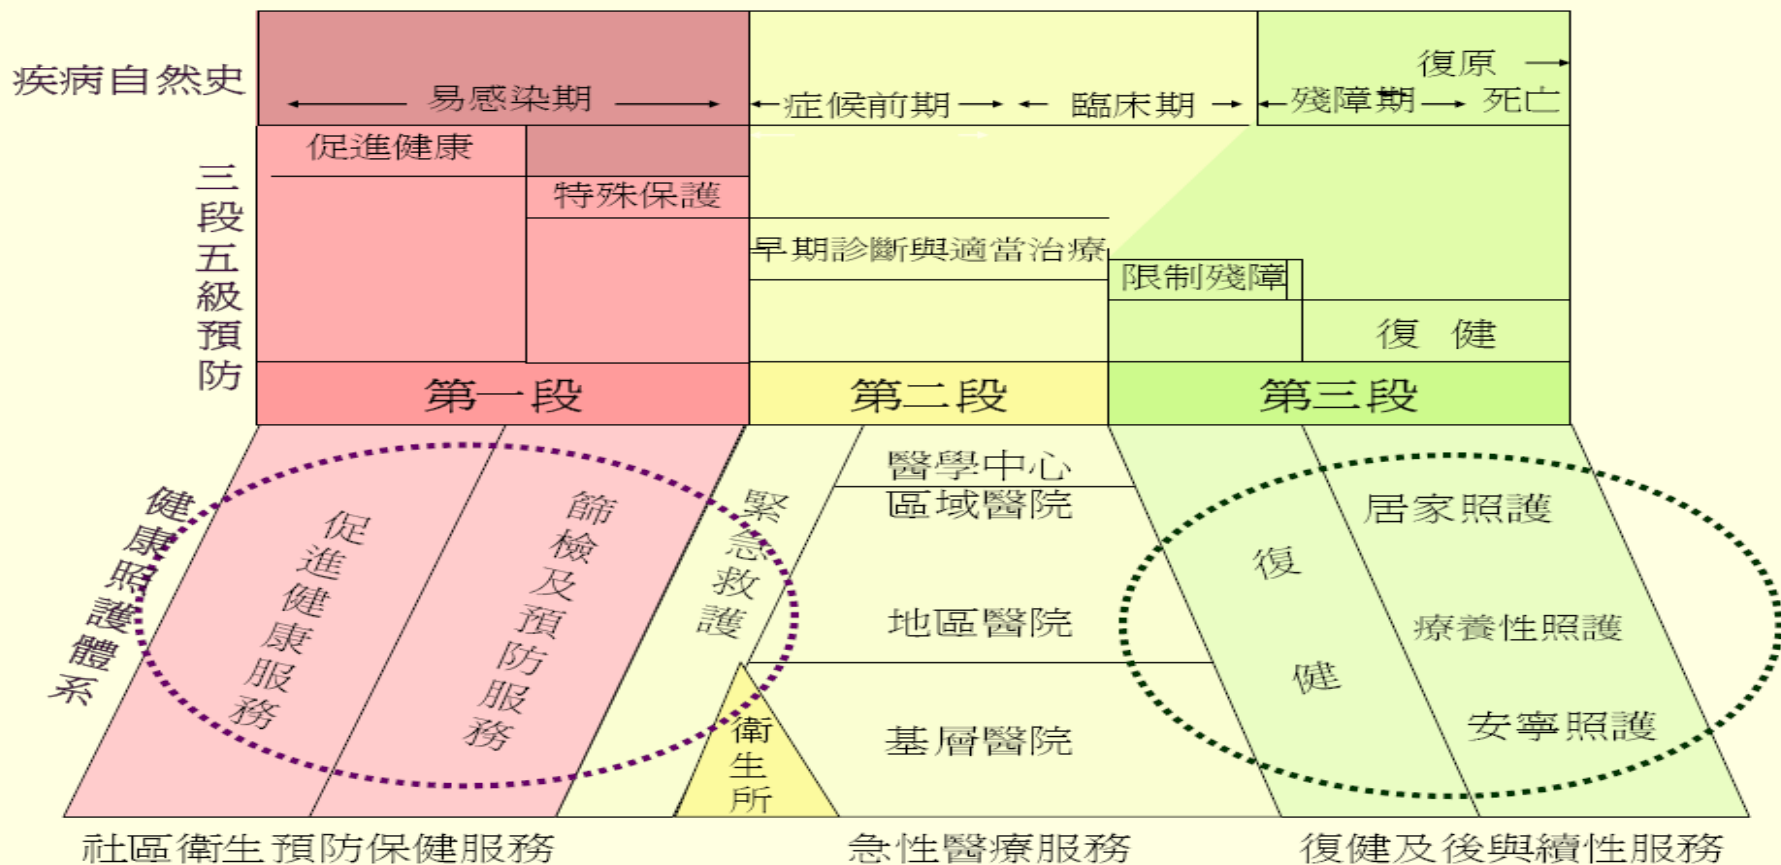 疾病自然史
易感染期
症候前期
臨床期
殘障期
復原
死亡
三段五級預防
促進健康
特殊保護
早期診斷與適當治療
限制殘障
復健
第一段
第二段
第三段
健康照護體系
促進健康服務
篩檢及預防服務
緊急救護
衛生所
醫學中心
區域醫院
地區醫院
基層醫院
復健
居家照護
療養性照護
安寧照護
社區衛生預防保健服務
急性醫療服務
復健及後與續性服務